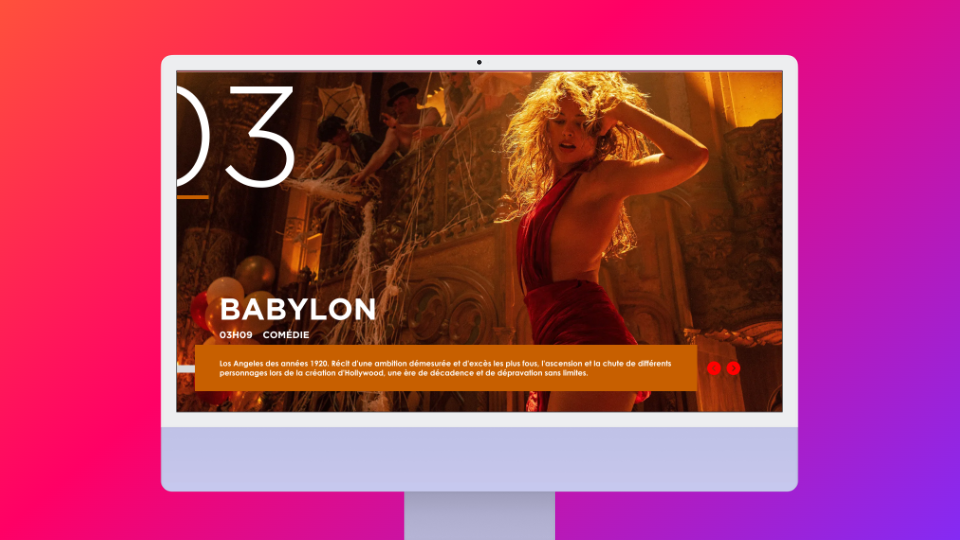 03
BABYLON
03H09 COMÉDIE
Los Angeles des années 1920. Récit d'une ambition démesurée et d'excès les plus fous, l'ascension et la chute de différents
personnages lors de la création d'Hollywood, une ère de décadence et de dépravation sans limites.